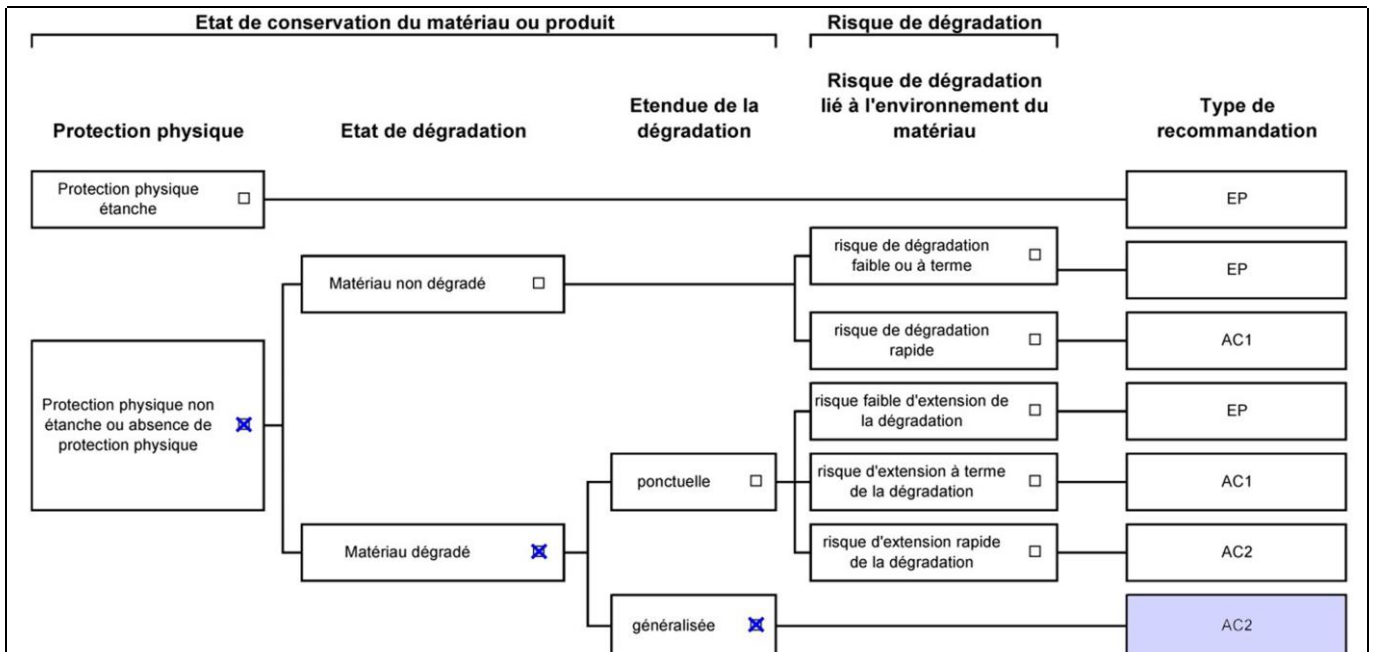 Etat de conservation du matériau ou produit
Risque de dégradation
Protection physique
Etat de dégradation
Etendue de la
dégradation
Risque de dégradation
lié à l'environnement du
matériau
Type de
recommandation
Protection physique
étanche
EP
risque de dégradation
faible ou à terme
EP
Matériau non dégradé
risque de dégradation
rapide
AC1
Protection physique non
étanche ou absence de
protection physique
risque faible d'extension de
la dégradation
EP
ponctuelle
risque d'extension à terme
de la dégradation
AC1
Matériau dégradé
risque d'extension rapide
de la dégradation
AC2
généralisée
AC2